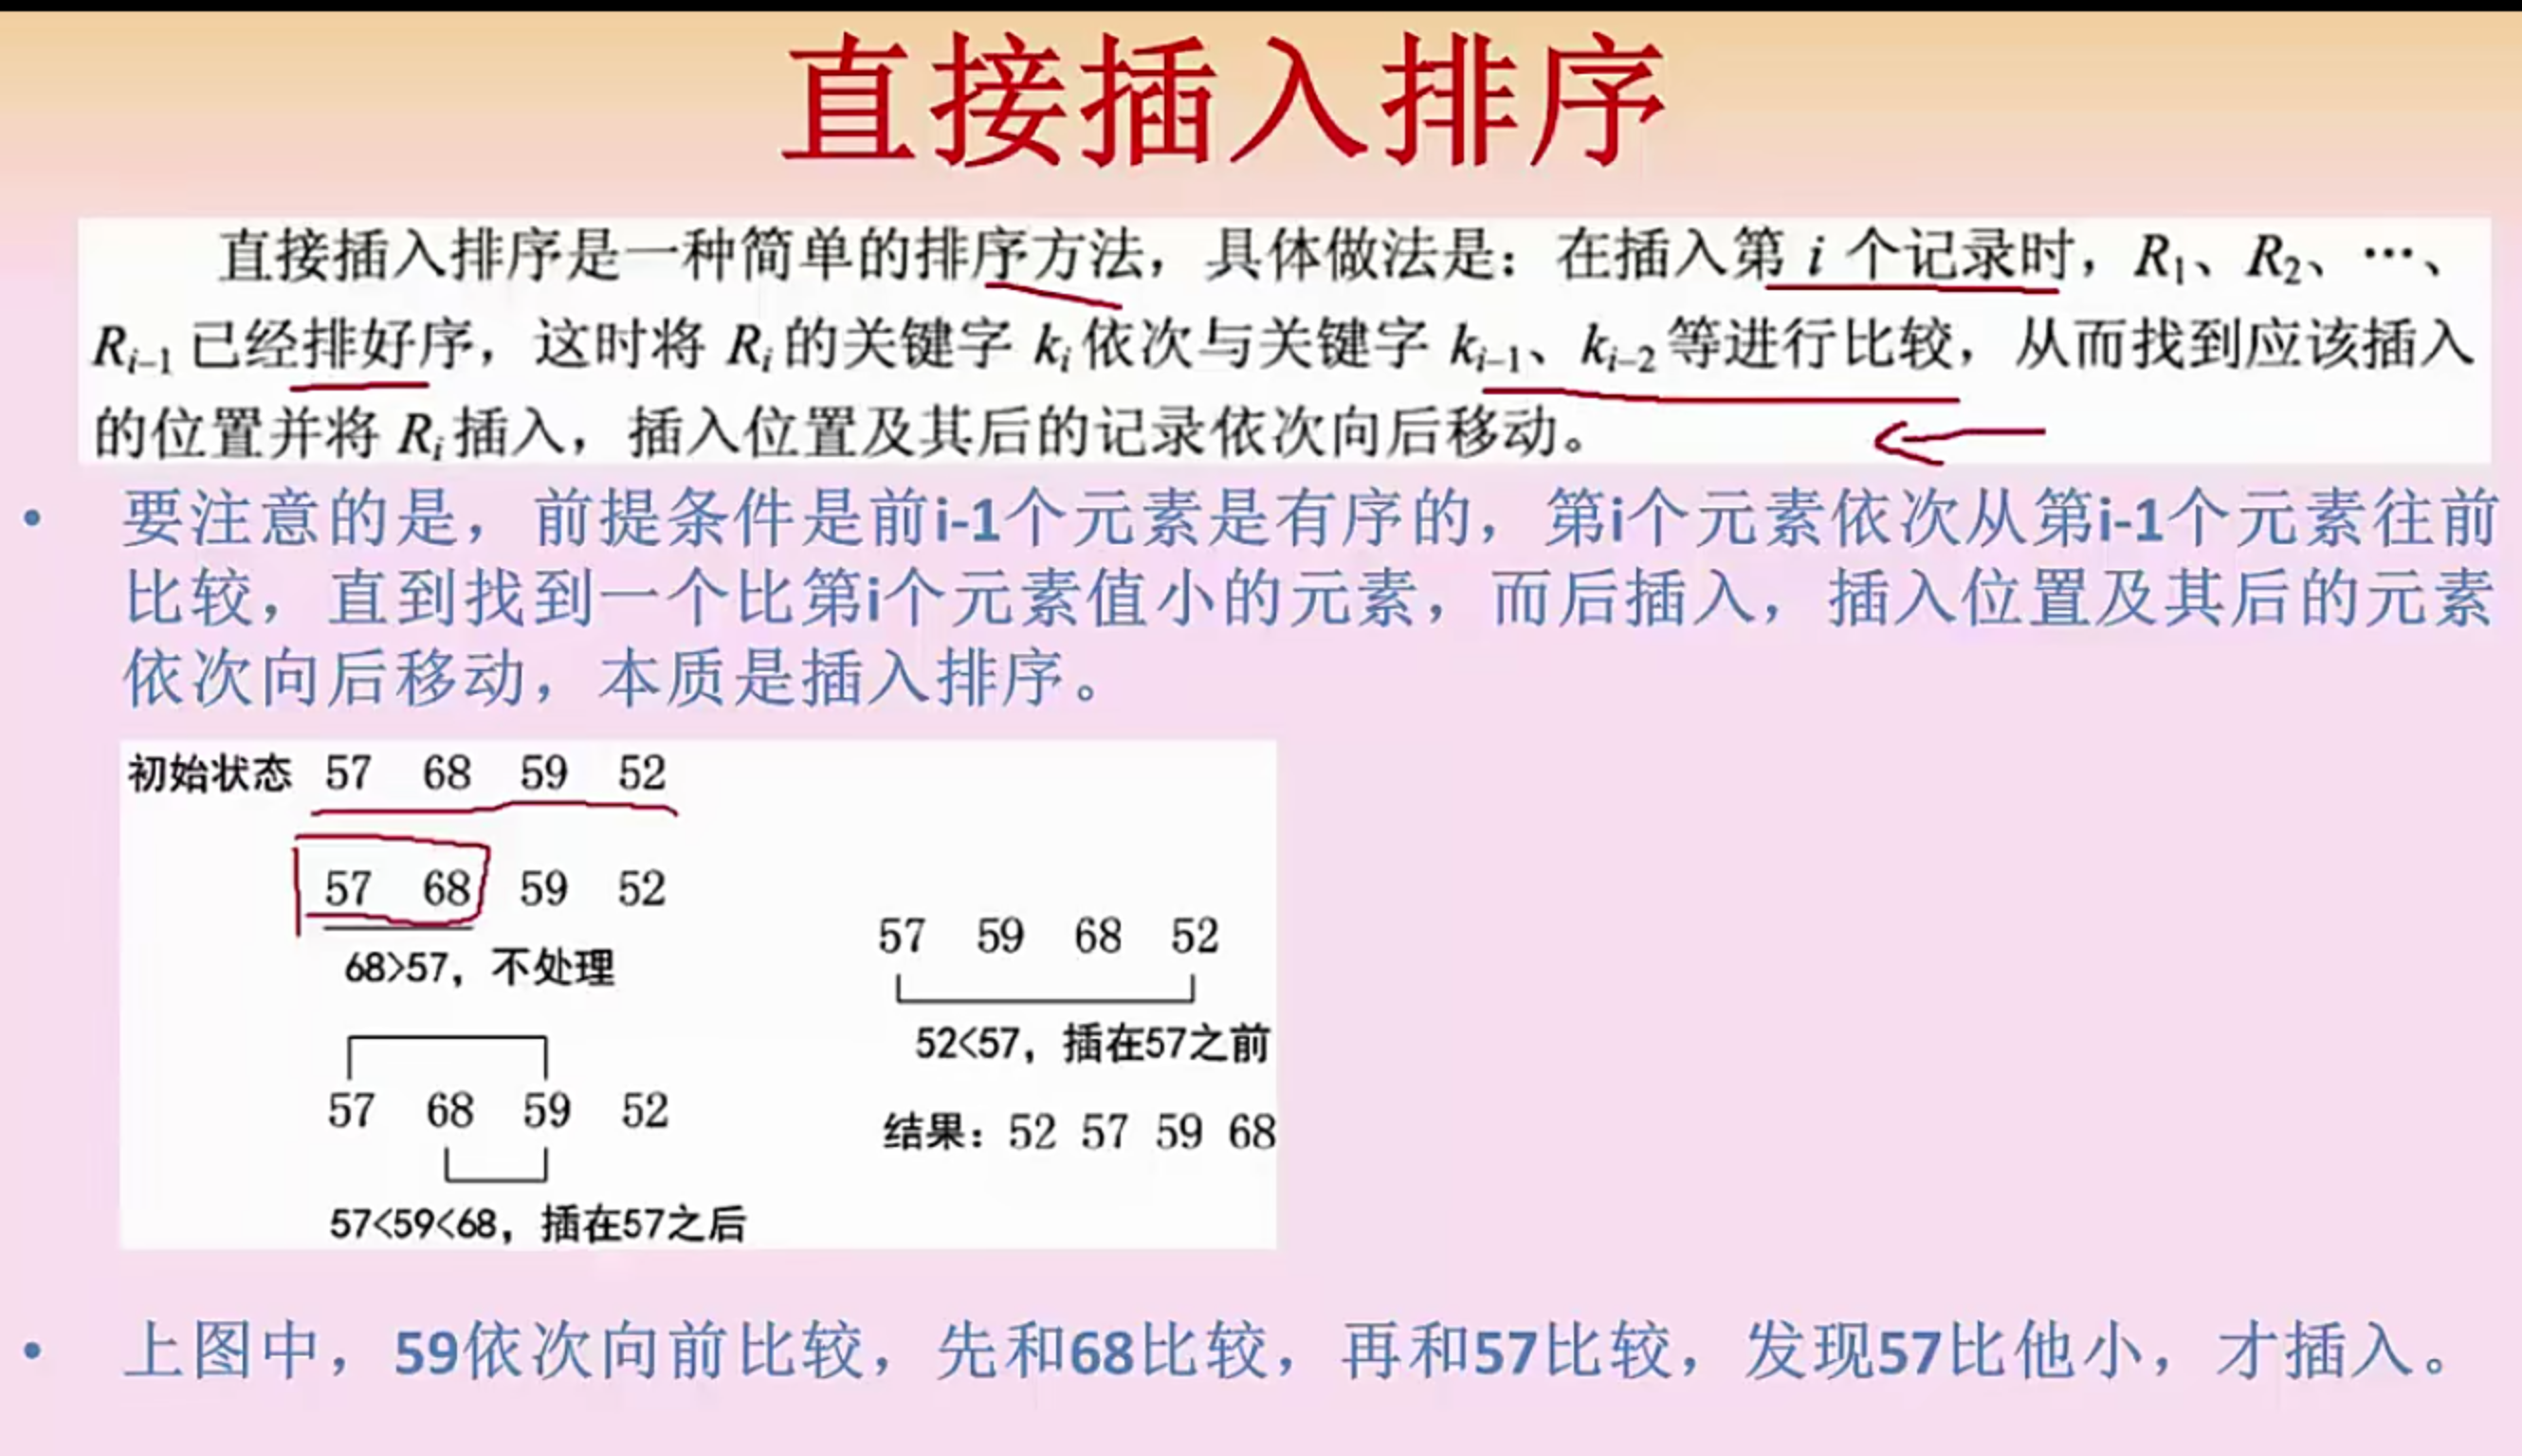 直接插入排序
直接插入排序是一种简单的排序方法，具体做法是：在插入第 i 个记录时，R₁、R₂、…、
Rᵢ₋₁ 已经排好序，这时将 Rᵢ 的关键字 kᵢ 依次与关键字 kᵢ₋₁、kᵢ₋₂ 等进行比较，从而找到应该插入
的位置并将 Rᵢ 插入，插入位置及其后的记录依次向后移动。
• 要注意的是，前提条件是前i-1个元素是有序的，第i个元素依次从第i-1个元素往前
比较，直到找到一个比第i个元素值小的元素，而后插入，插入位置及其后的元素
依次向后移动，本质是插入排序。
初始状态 57 68 59 52
57 68 59 52
68>57，不处理
57 68 59 52
57<59<68，插在57之后
57 59 68 52
52<57，插在57之前
结果：52 57 59 68
• 上图中，59依次向前比较，先和68比较，再和57比较，发现57比他小，才插入。